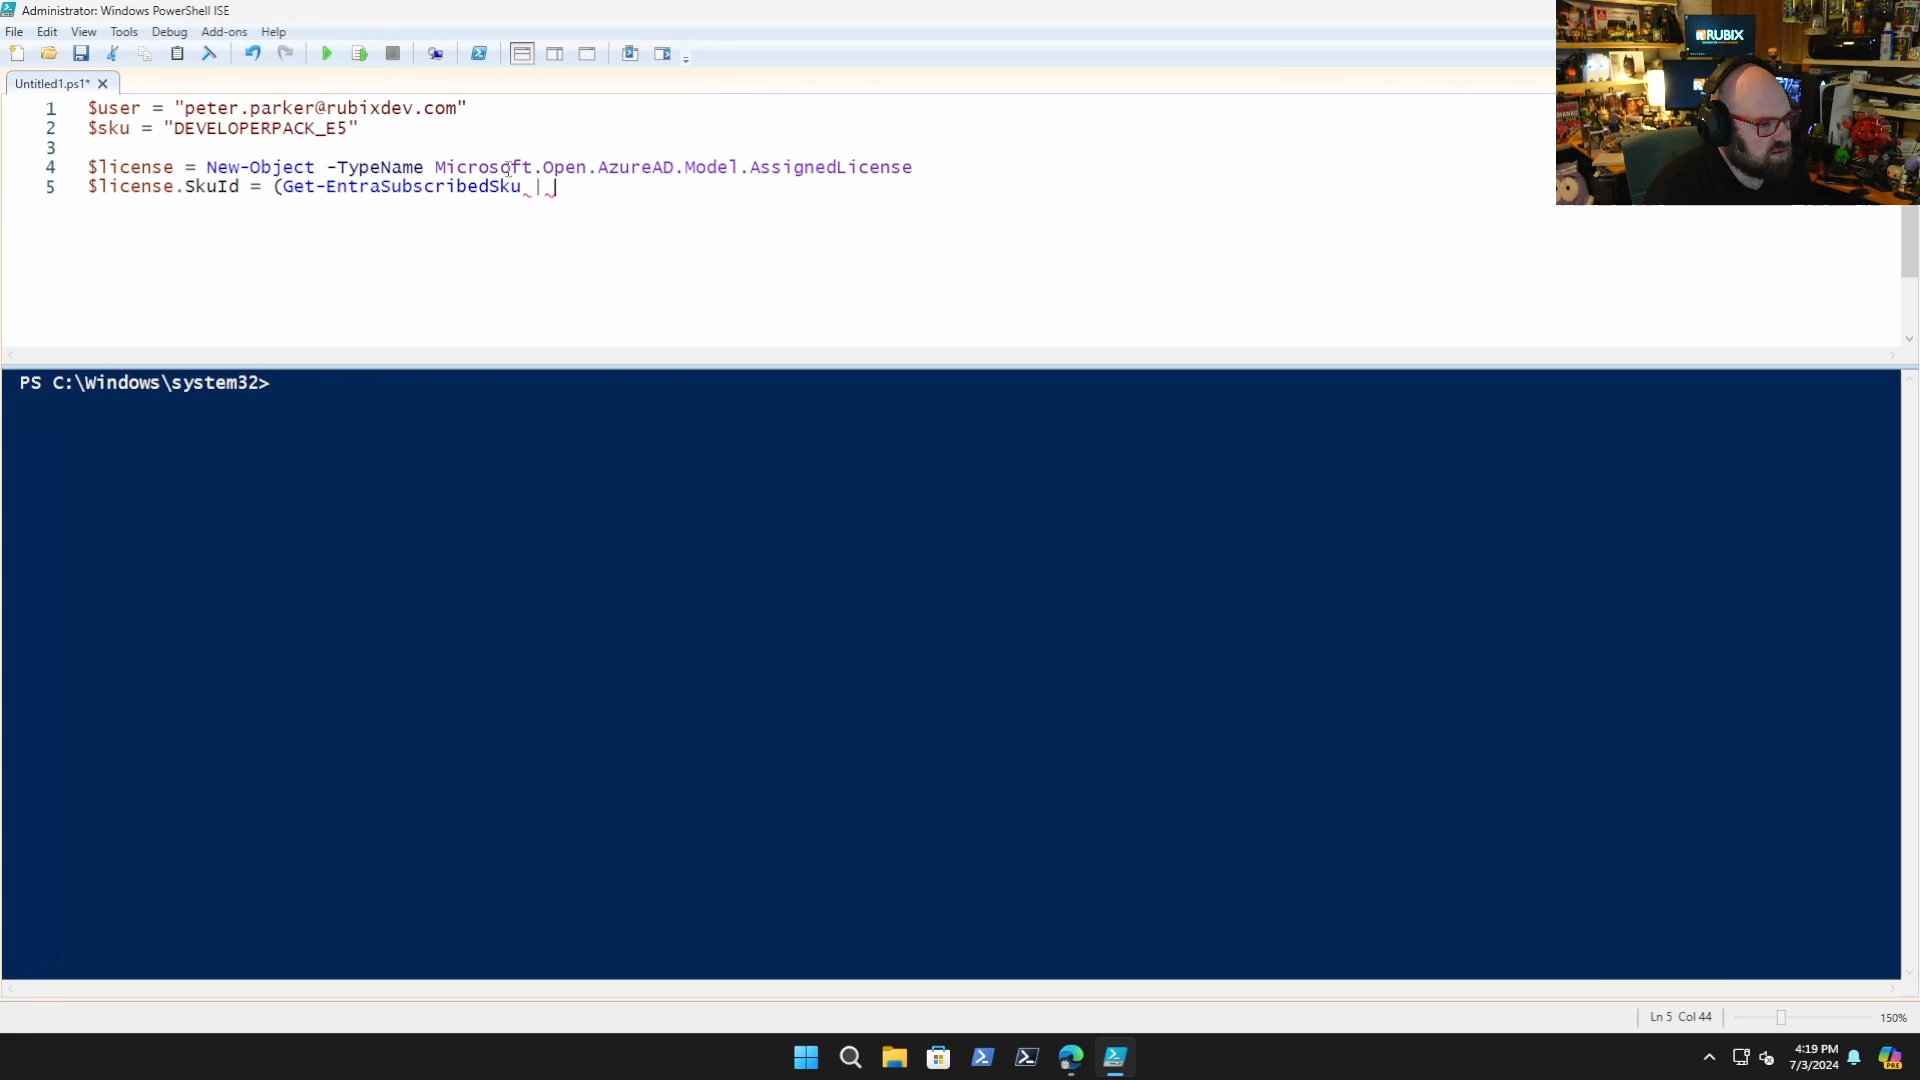 Administrator: Windows PowerShell ISE
File Edit View Tools Debug Add-ons Help
Untitled1.ps1*
1 $user = "peter.parker@rubixdev.com"
2 $sku = "DEVELOPERPACK_E5"
3
4 $license = New-Object -TypeName Microsoft.Open.AzureAD.Model.AssignedLicense
5 $license.SkuId = (Get-EntraSubscribedSku |
PS C:\Windows\system32>
RUBIX
Ln 5 Col 44
150%
4:19 PM
7/3/2024
PRE